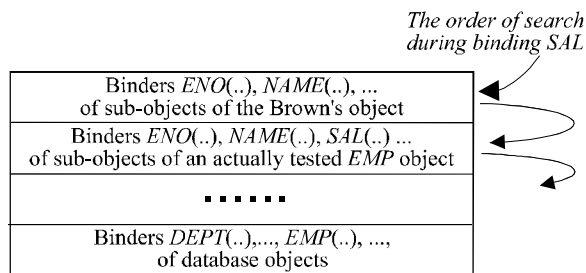 The order of search
during binding SAL
Binders ENO(..), NAME(..), ...
of sub-objects of the Brown's object
Binders ENO(..), NAME(..), SAL(..) ...
of sub-objects of an actually tested EMP object
......
Binders DEPT(..),..., EMP(..), ...,
of database objects